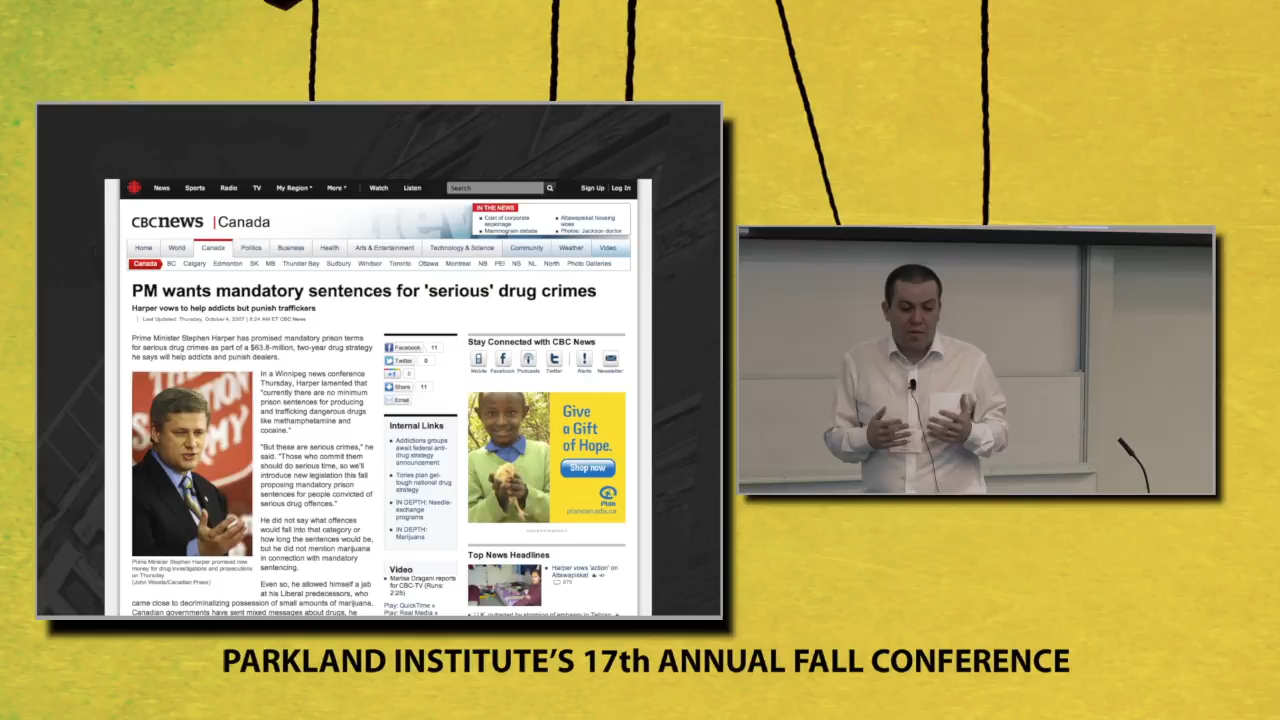 News Sports Radio TV My Region More Watch Listen Search Sign Up Log In
CBCnews | Canada
IN THE NEWS
Cost of corporate espionage
Mammogram debate
Attawapiskat housing woes
Photos: Jackson doctor
Home World Canada Politics Business Health Arts & Entertainment Technology & Science Community Weather Video
Canada BC Calgary Edmonton SK MB Thunder Bay Sudbury Windsor Toronto Ottawa Montreal NB PEI NS NL North Photo Galleries
PM wants mandatory sentences for 'serious' drug crimes
Harper vows to help addicts but punish traffickers
Last Updated: Thursday, October 4, 2007 | 8:24 AM ET CBC News
Prime Minister Stephen Harper has promised mandatory prison terms
for serious drug crimes as part of a $63.8-million, two-year drug strategy
he says will help addicts and punish dealers.
In a Winnipeg news conference
Thursday, Harper lamented that
"currently there are no minimum
prison sentences for producing
and trafficking dangerous drugs
like methamphetamine and
cocaine."
"But these are serious crimes," he
said. "Those who commit them
should do serious time, so we'll
introduce new legislation this fall
proposing mandatory prison
sentences for people convicted of
serious drug offences."
He did not say what offences
would fall into that category or
how long the sentences would be,
but he did not mention marijuana
in connection with mandatory
sentencing.
Even so, he allowed himself a jab
at his Liberal predecessors, who
came close to decriminalizing possession of small amounts of marijuana.
Canadian governments have sent mixed messages about drugs, he
Prime Minister Stephen Harper promised new
money for drug investigations and prosecutions
on Thursday
(John Woods/Canadian Press)
Facebook 11
Twitter 0
+1 0
Share 11
Email
Internal Links
Addictions groups
await federal anti-
drug strategy
announcement
Tories plan get-
tough national drug
strategy
IN DEPTH: Needle-
exchange
programs
IN DEPTH:
Marijuana
Video
Marisa Dragani reports
for CBC-TV (Runs:
2:25)
Play: QuickTime »
Play: Real Media »
Stay Connected with CBC News
Mobile Facebook Podcasts Twitter Alerts Newsletter
Give
a Gift
of Hope.
Shop now
Plan
plancanada.ca
ADVERTISEMENT
Top News Headlines
Harper vows 'action' on
Attawapiskat
PARKLAND INSTITUTE'S 17th ANNUAL FALL CONFERENCE